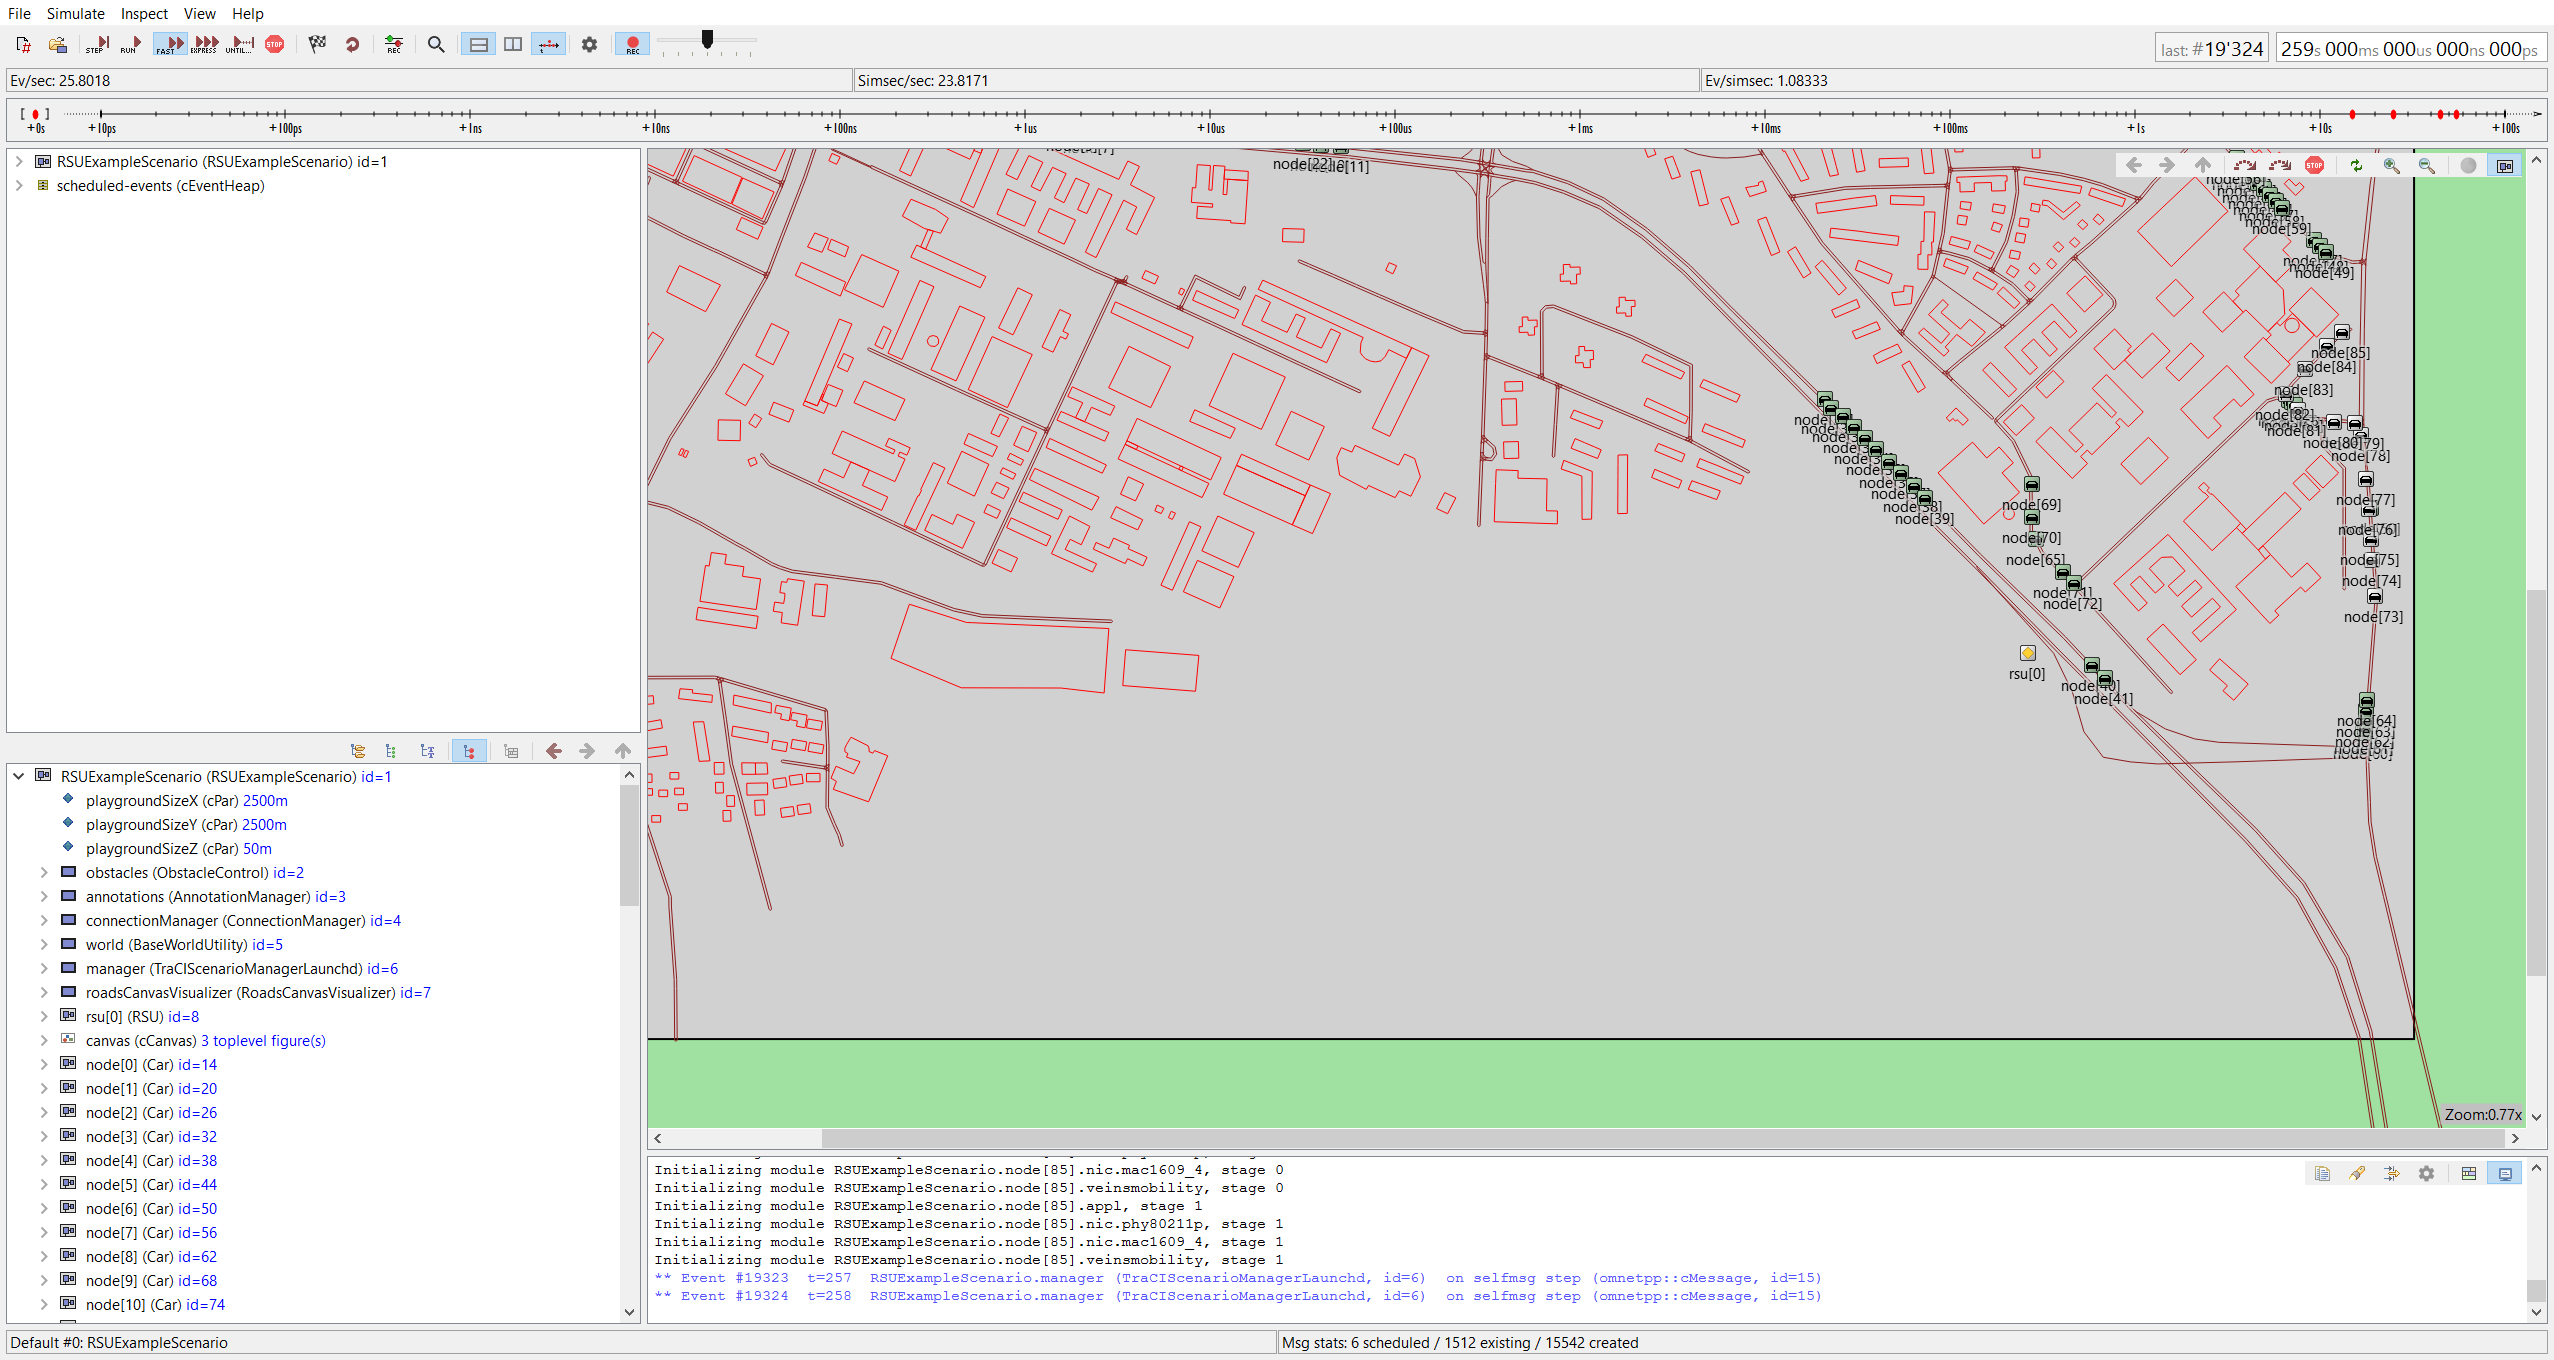 File Simulate Inspect View Help
STEP RUN FAST EXPRESS UNTIL... STOP REC REC
last: #19'324 259s 000ms 000us 000ns 000ps
Ev/sec: 25.8018 Simsec/sec: 23.8171 Ev/simsec: 1.08333
+0s +10ps +100ps +1ns +10ns +100ns +1us +10us +100us +1ms +10ms +100ms +1s +10s +100s
RSUExampleScenario (RSUExampleScenario) id=1
scheduled-events (cEventHeap)
RSUExampleScenario (RSUExampleScenario) id=1
playgroundSizeX (cPar) 2500m
playgroundSizeY (cPar) 2500m
playgroundSizeZ (cPar) 50m
obstacles (ObstacleControl) id=2
annotations (AnnotationManager) id=3
connectionManager (ConnectionManager) id=4
world (BaseWorldUtility) id=5
manager (TraCIScenarioManagerLaunchd) id=6
roadsCanvasVisualizer (RoadsCanvasVisualizer) id=7
rsu[0] (RSU) id=8
canvas (cCanvas) 3 toplevel figure(s)
node[0] (Car) id=14
node[1] (Car) id=20
node[2] (Car) id=26
node[3] (Car) id=32
node[4] (Car) id=38
node[5] (Car) id=44
node[6] (Car) id=50
node[7] (Car) id=56
node[8] (Car) id=62
node[9] (Car) id=68
node[10] (Car) id=74
node[22]
STOP
node[59]
node[49]
node[85]
node[84]
node[83]
node[82]
node[81]
node[80]
node[78]
node[77]
node[76]
node[75]
node[74]
node[73]
node[38]
node[39]
node[69]
node[70]
node[65]
node[71]
node[72]
rsu[0]
node[40]
node[41]
node[64]
node[63]
node[62]
Zoom:0.77x
Initializing module RSUExampleScenario.node[85].nic.mac1609_4, stage 0
Initializing module RSUExampleScenario.node[85].veinsmobility, stage 0
Initializing module RSUExampleScenario.node[85].appl, stage 1
Initializing module RSUExampleScenario.node[85].nic.phy80211p, stage 1
Initializing module RSUExampleScenario.node[85].nic.mac1609_4, stage 1
Initializing module RSUExampleScenario.node[85].veinsmobility, stage 1
** Event #19323 t=257 RSUExampleScenario.manager (TraCIScenarioManagerLaunchd, id=6) on selfmsg step (omnetpp::cMessage, id=15)
** Event #19324 t=258 RSUExampleScenario.manager (TraCIScenarioManagerLaunchd, id=6) on selfmsg step (omnetpp::cMessage, id=15)
Default #0: RSUExampleScenario Msg stats: 6 scheduled / 1512 existing / 15542 created